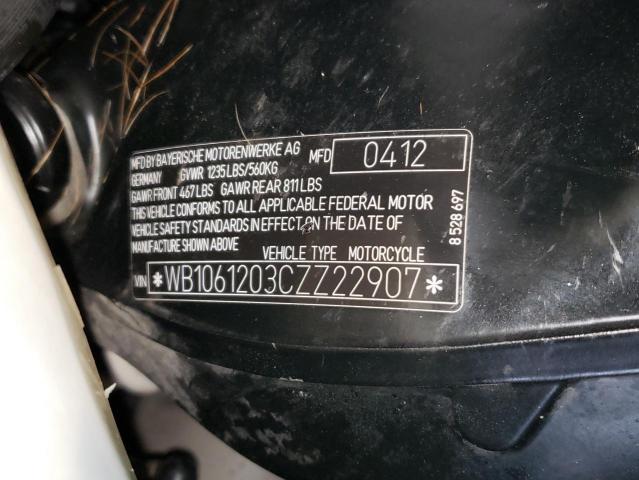 MFD BY BAYERISCHE MOTORENWERKE AG MFD 0412
GERMANY GVWR 1235 LBS/560KG
GAWR FRONT 467 LBS GAWR REAR 811 LBS
THIS VEHICLE CONFORMS TO ALL APPLICABLE FEDERAL MOTOR
VEHICLE SAFETY STANDARDS IN EFFECT ON THE DATE OF
MANUFACTURE SHOWN ABOVE
VEHICLE TYPE MOTORCYCLE
VIN *WB1061203CZZ22907*
8 528 697